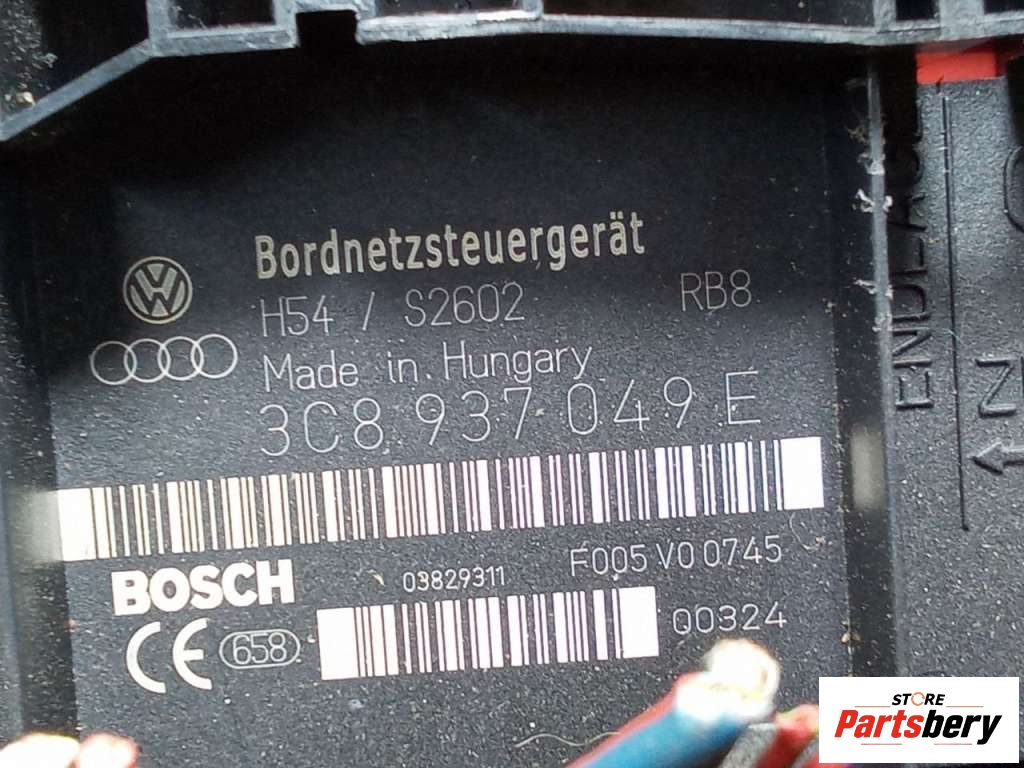 Bordnetzsteuergerät
H54 / S2602 RB8
Made in Hungary
3C8 937 049 E
BOSCH 03829311 F005 V0 0745
CE 658 00324
N
STORE
Partsbery